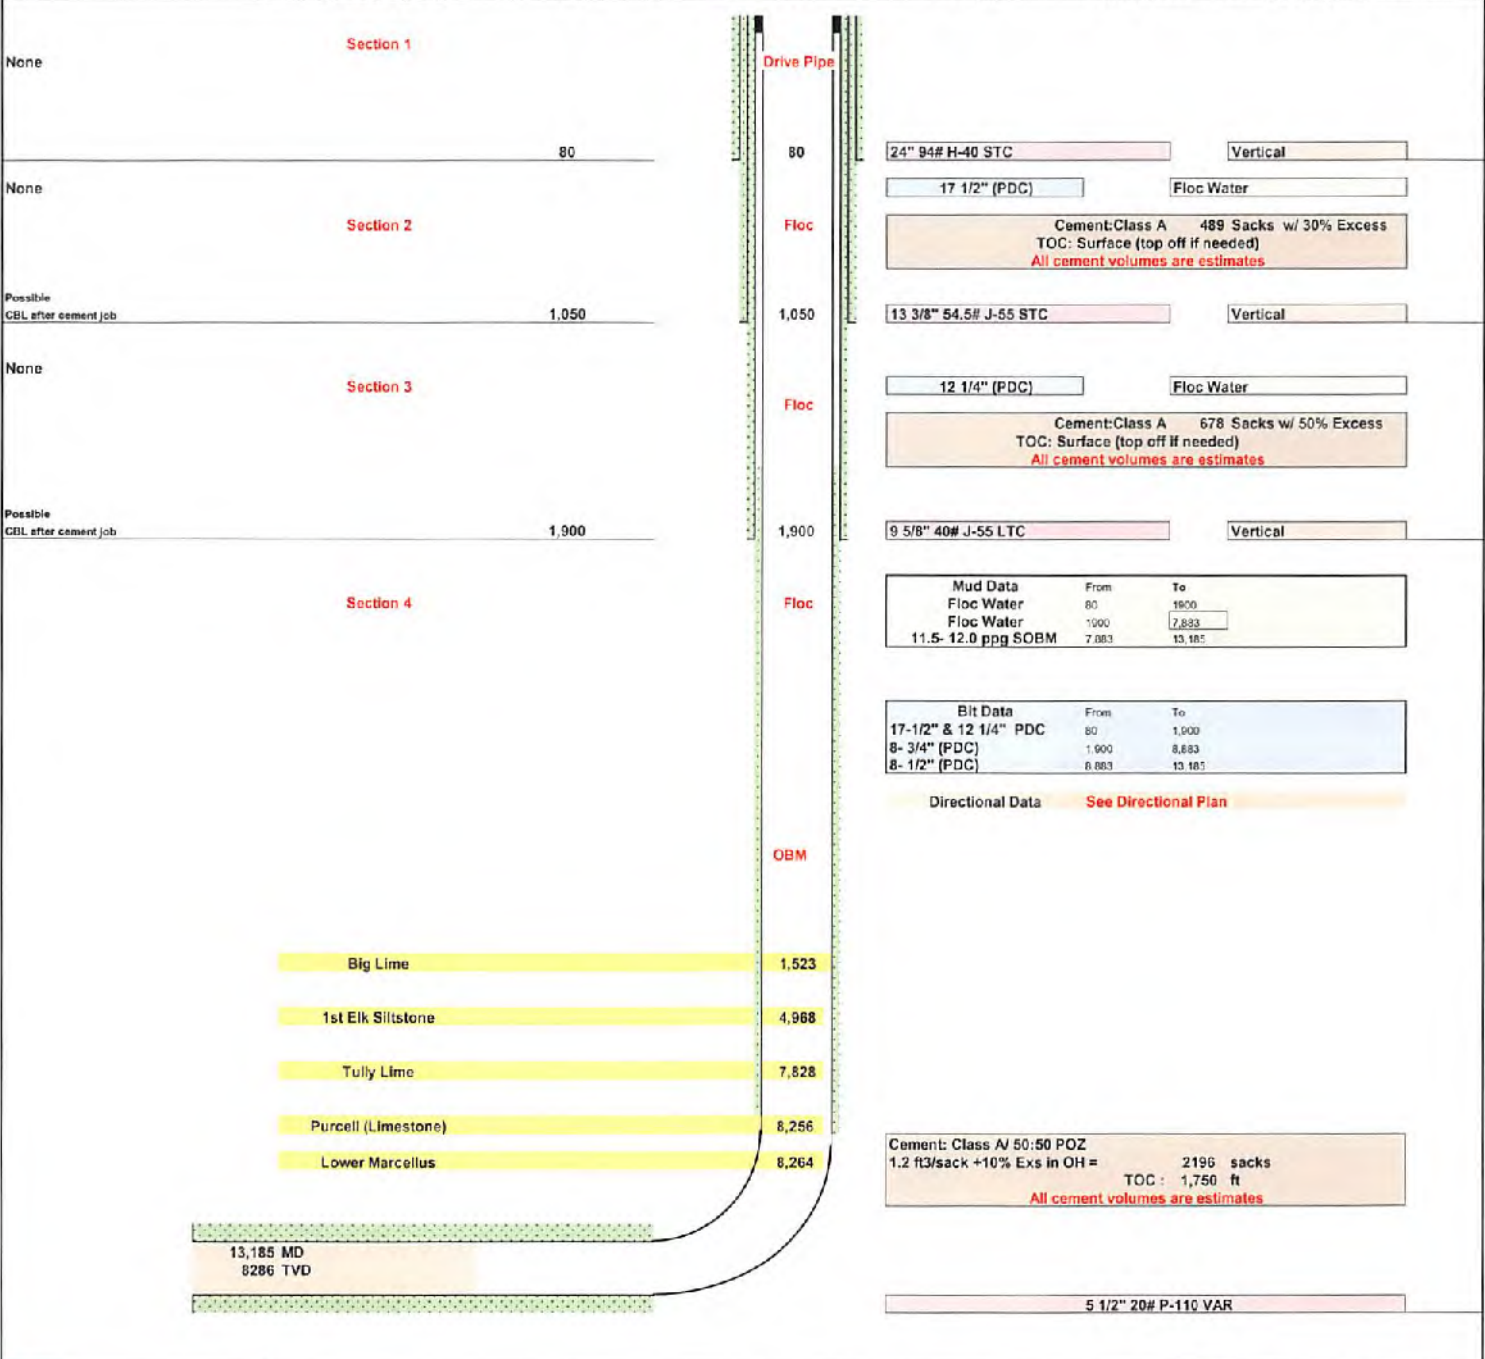 Section 1
None
Drive Pipe
80 80 24" 94# H-40 STC Vertical
None 17 1/2" (PDC) Floc Water
Section 2 Floc Cement:Class A 489 Sacks w/ 30% Excess
TOC: Surface (top off if needed)
All cement volumes are estimates
Possible
CBL after cement job 1,050 1,050 13 3/8" 54.5# J-55 STC Vertical
None
Section 3 12 1/4" (PDC) Floc Water
Floc
Cement:Class A 678 Sacks w/ 50% Excess
TOC: Surface (top off if needed)
All cement volumes are estimates
Possible
CBL after cement job 1,900 1,900 9 5/8" 40# J-55 LTC Vertical
Section 4 Floc
Mud Data From To
Floc Water 80 1900
Floc Water 1900 7,883
11.5- 12.0 ppg SOBM 7,883 13,185
Bit Data From To
17-1/2" & 12 1/4" PDC 80 1,900
8- 3/4" (PDC) 1,900 8,883
8- 1/2" (PDC) 8,883 13,185
Directional Data See Directional Plan
OBM
Big Lime 1,523
1st Elk Siltstone 4,968
Tully Lime 7,828
Purcell (Limestone) 8,256
Lower Marcellus 8,264
Cement: Class A/ 50:50 POZ
1.2 ft3/sack +10% Exs in OH = 2196 sacks
TOC : 1,750 ft
All cement volumes are estimates
13,185 MD
8286 TVD
5 1/2" 20# P-110 VAR